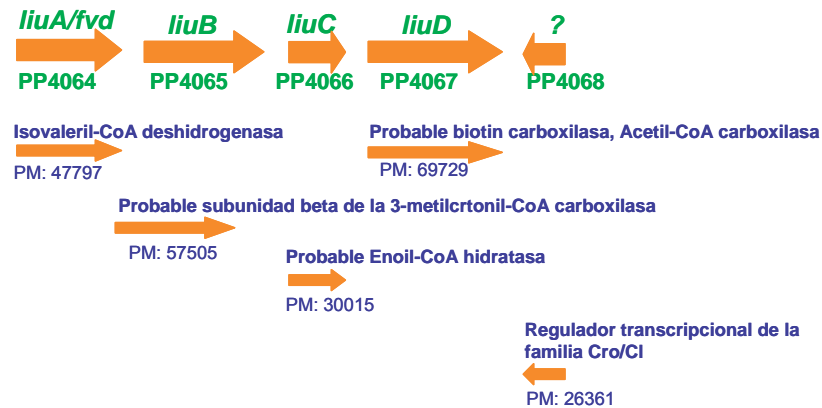 liuA/fvd liuB liuC liuD ?
PP4064 PP4065 PP4066 PP4067 PP4068
Isovaleril-CoA deshidrogenasa
PM: 47797
Probable biotin carboxilasa, Acetil-CoA carboxilasa
PM: 69729
Probable subunidad beta de la 3-metilcrtonil-CoA carboxilasa
PM: 57505
Probable Enoil-CoA hidratasa
PM: 30015
Regulador transcripcional de la
familia Cro/CI
PM: 26361